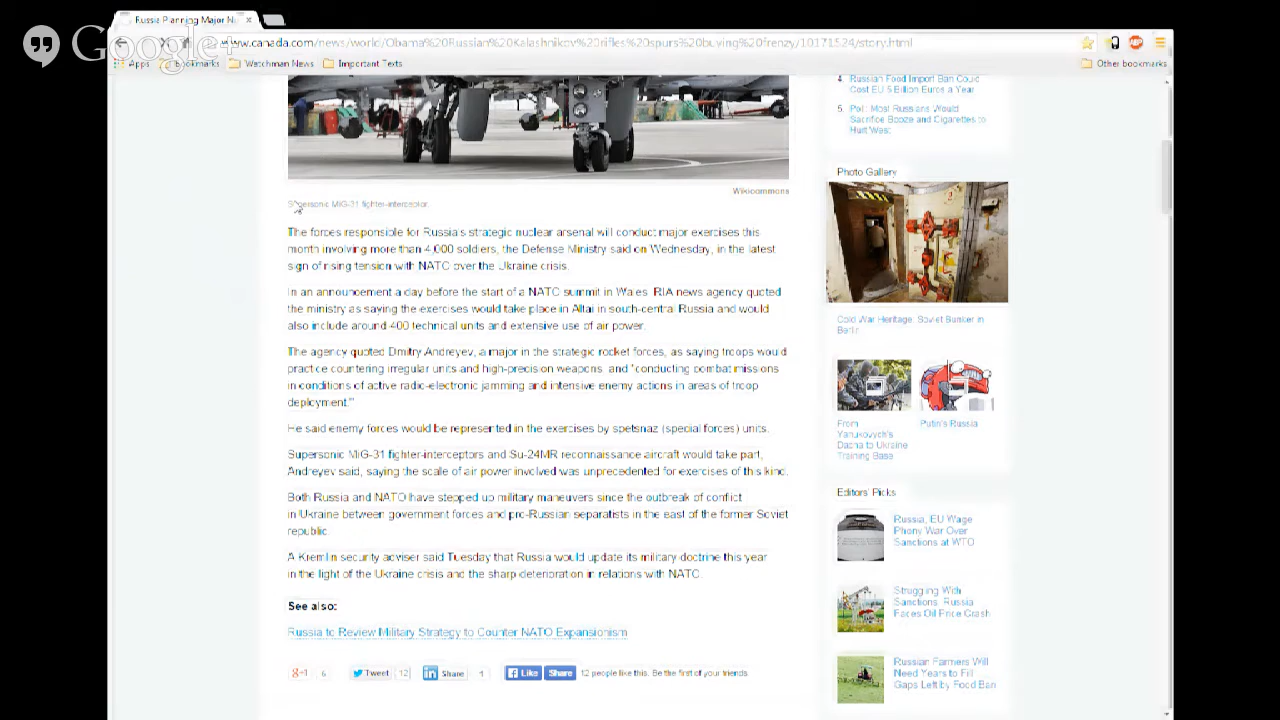 Russia Planning Major Nu
Google+
www.canada.com/news/world/Obama%20Russian%20Kalashnikov%20rifles%20spurs%20buying%20frenzy/10171524/story.html
ABP
Apps
Bookmarks
Watchman News
Important Texts
Other bookmarks
Wikicommons
Supersonic MiG-31 fighter-interceptor.
The forces responsible for Russia's strategic nuclear arsenal will conduct major exercises this
month involving more than 4,000 soldiers, the Defense Ministry said on Wednesday, in the latest
sign of rising tension with NATO over the Ukraine crisis.
In an announcement a day before the start of a NATO summit in Wales, RIA news agency quoted
the ministry as saying the exercises would take place in Altai in south-central Russia and would
also include around 400 technical units and extensive use of air power.
The agency quoted Dmitry Andreyev, a major in the strategic rocket forces, as saying troops would
practice countering irregular units and high-precision weapons, and "conducting combat missions
in conditions of active radio-electronic jamming and intensive enemy actions in areas of troop
deployment."
He said enemy forces would be represented in the exercises by spetsnaz (special forces) units.
Supersonic MiG-31 fighter-interceptors and Su-24MR reconnaissance aircraft would take part,
Andreyev said, saying the scale of air power involved was unprecedented for exercises of this kind.
Both Russia and NATO have stepped up military maneuvers since the outbreak of conflict
in Ukraine between government forces and pro-Russian separatists in the east of the former Soviet
republic.
A Kremlin security adviser said Tuesday that Russia would update its military doctrine this year
in the light of the Ukraine crisis and the sharp deterioration in relations with NATO.
See also:
Russia to Review Military Strategy to Counter NATO Expansionism
g+1
6
Tweet
12
in Share
4
Like
Share
12 people like this. Be the first of your friends.
4. Russian Food Import Ban Could
Cost EU 5 Billion Euros a Year
5. Poll: Most Russians Would
Sacrifice Booze and Cigarettes to
Hurt West
Photo Gallery
Cold War Heritage: Soviet Bunker in
Berlin
From
Yanukovych's
Dacha to Ukraine
Training Base
Putin's Russia
Editors' Picks
Russia, EU Wage
Phony War Over
Sanctions at WTO
Struggling With
Sanctions, Russia
Faces Oil Price Crash
Russian Farmers Will
Need Years to Fill
Gaps Left by Food Ban